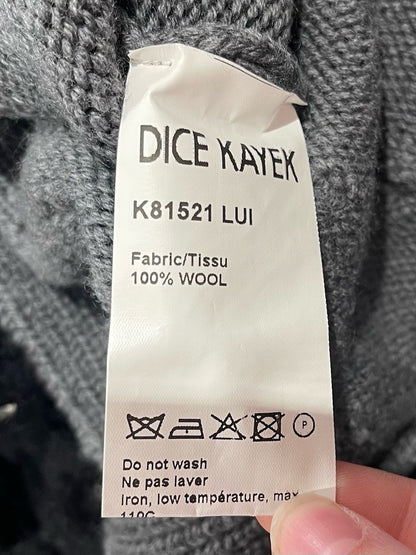 DICE KAYEK
K81521 LUI
Fabric/Tissu
100% WOOL
P
Do not wash
Ne pas laver
Iron, low température, max
110C